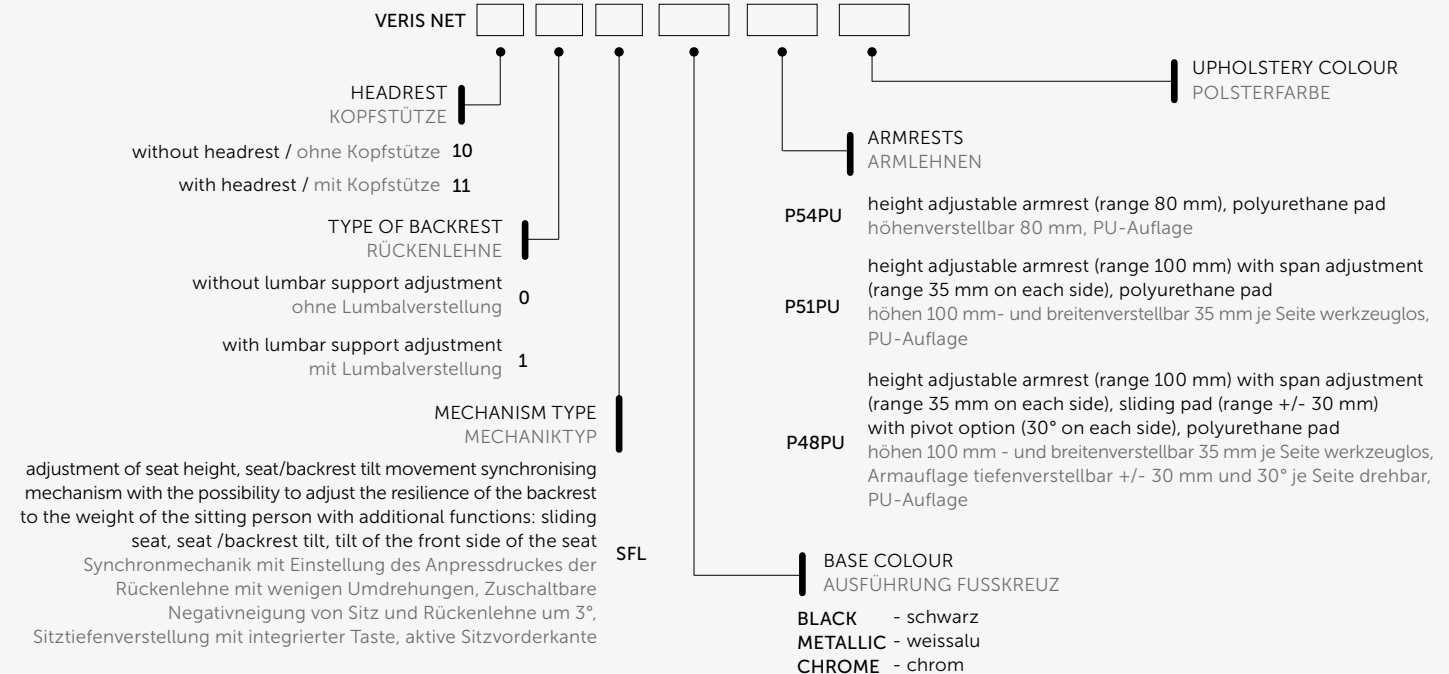 VERIS NET
HEADREST
KOPFSTÜTZE
without headrest / ohne Kopfstütze 10
with headrest / mit Kopfstütze 11
TYPE OF BACKREST
RÜCKENLEHNE
without lumbar support adjustment
ohne Lumbalverstellung
0
with lumbar support adjustment
mit Lumbalverstellung
1
MECHANISM TYPE
MECHANIKTYP
adjustment of seat height, seat/backrest tilt movement synchronising
mechanism with the possibility to adjust the resilience of the backrest
to the weight of the sitting person with additional functions: sliding
seat, seat /backrest tilt, tilt of the front side of the seat
SFL
Synchronmechanik mit Einstellung des Anpressdruckes der
Rückenlehne mit wenigen Umdrehungen, Zuschaltbare
Negativneigung von Sitz und Rückenlehne um 3°,
Sitztiefenverstellung mit integrierter Taste, aktive Sitzvorderkante
UPHOLSTERY COLOUR
POLSTERFARBE
ARMRESTS
ARMLEHNEN
P54PU
height adjustable armrest (range 80 mm), polyurethane pad
höhenverstellbar 80 mm, PU-Auflage
P51PU
height adjustable armrest (range 100 mm) with span adjustment
(range 35 mm on each side), polyurethane pad
höhen 100 mm- und breitenverstellbar 35 mm je Seite werkzeuglos,
PU-Auflage
P48PU
height adjustable armrest (range 100 mm) with span adjustment
(range 35 mm on each side), sliding pad (range +/- 30 mm)
with pivot option (30° on each side), polyurethane pad
höhen 100 mm - und breitenverstellbar 35 mm je Seite werkzeuglos,
Armauflage tiefenverstellbar +/- 30 mm und 30° je Seite drehbar,
PU-Auflage
BASE COLOUR
AUSFÜHRUNG FUSSKREUZ
BLACK - schwarz
METALLIC - weissalu
CHROME - chrom